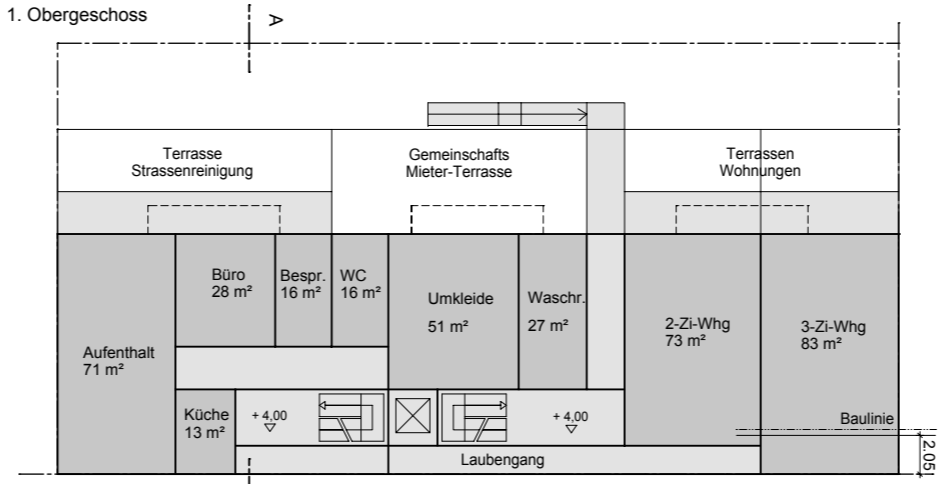 1. Obergeschoss
A
Terrasse
Strassenreinigung
Gemeinschafts
Mieter-Terrasse
Terrassen
Wohnungen
Büro
28 m²
Bespr.
16 m²
WC
16 m²
Umkleide
51 m²
Waschr.
27 m²
2-Zi-Whg
73 m²
3-Zi-Whg
83 m²
Aufenthalt
71 m²
Küche
13 m²
+ 4,00
+ 4,00
Baulinie
2.05
Laubengang